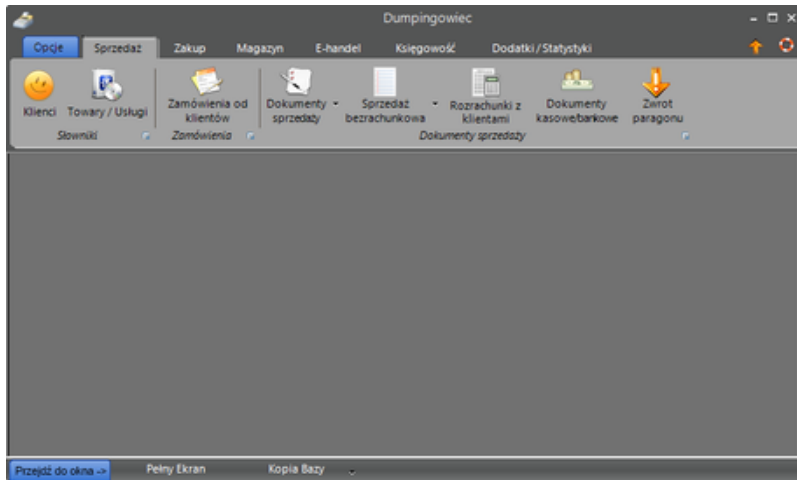 Dumpingowiec
Opcje Sprzedaż Zakup Magazyn E-handel Księgowość Dodatki / Statystyki
Klienci Towary / Usługi Zamówienia od klientów Dokumenty sprzedaży Sprzedaż bezrachunkowa Rozrachunki z klientami Dokumenty kasowe/bankowe Zwrot paragonu
Słowniki Zamówienia Dokumenty sprzedaży
Przejdź do okna -> Pełny Ekran Kopia Bazy